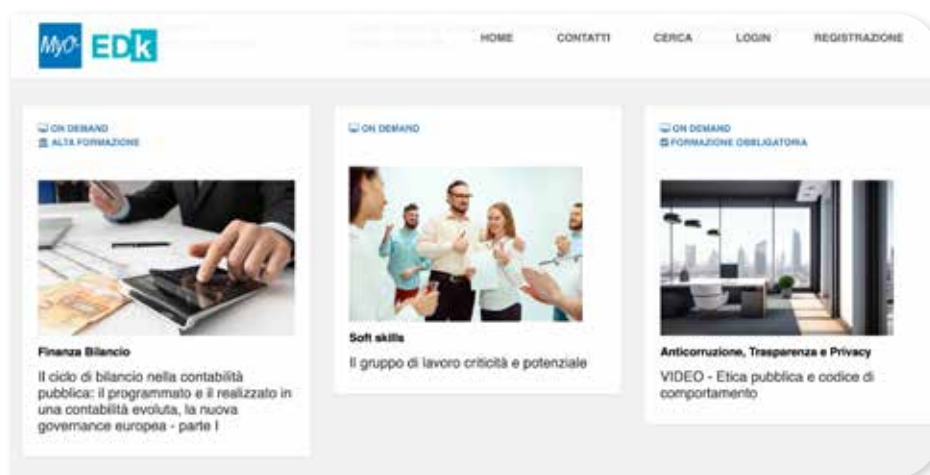 MyO EDk
HOME CONTATTI CERCA LOGIN REGISTRAZIONE
ON DEMAND
ALTA FORMAZIONE
Finanza Bilancio
Il ciclo di bilancio nella contabilità
pubblica: il programmato e il realizzato in
una contabilità evoluta, la nuova
governance europea - parte I
ON DEMAND
Soft skills
Il gruppo di lavoro criticità e potenziale
ON DEMAND
FORMAZIONE OBBLIGATORIA
Anticorruzione, Trasparenza e Privacy
VIDEO - Etica pubblica e codice di
comportamento